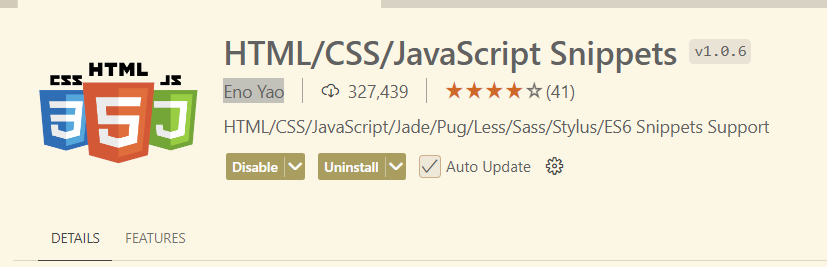 HTML/CSS/JavaScript Snippets v1.0.6
CSS HTML JS
Eno Yao 327,439 (41)
HTML/CSS/JavaScript/Jade/Pug/Less/Sass/Stylus/ES6 Snippets Support
Disable Uninstall Auto Update
DETAILS FEATURES